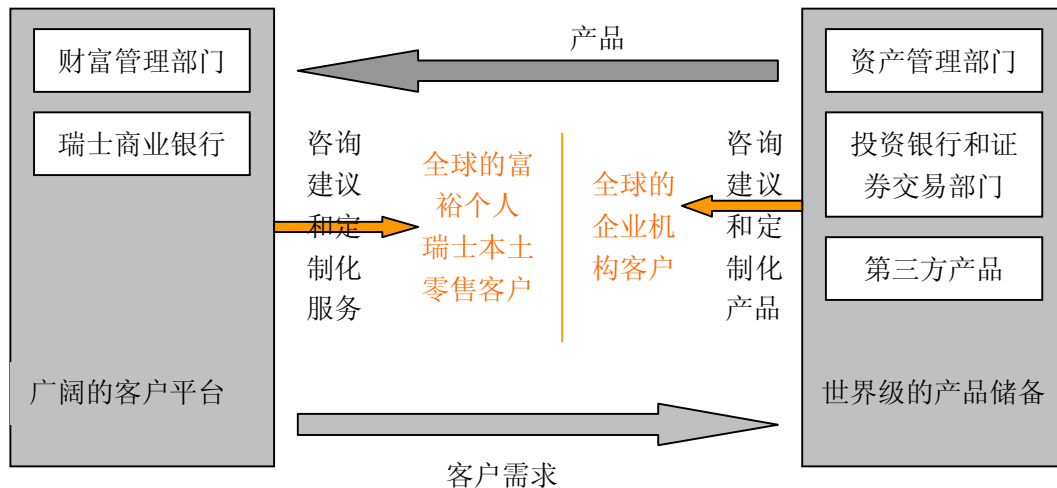 财富管理部门
瑞士商业银行
广阔的客户平台
产品
咨询
建议
和定
制化
服务
全球的富
裕个人
瑞士本土
零售客户
全球的
企业机
构客户
咨询
建议
和定
制化
产品
客户需求
资产管理部门
投资银行和证
券交易部门
第三方产品
世界级的产品储备